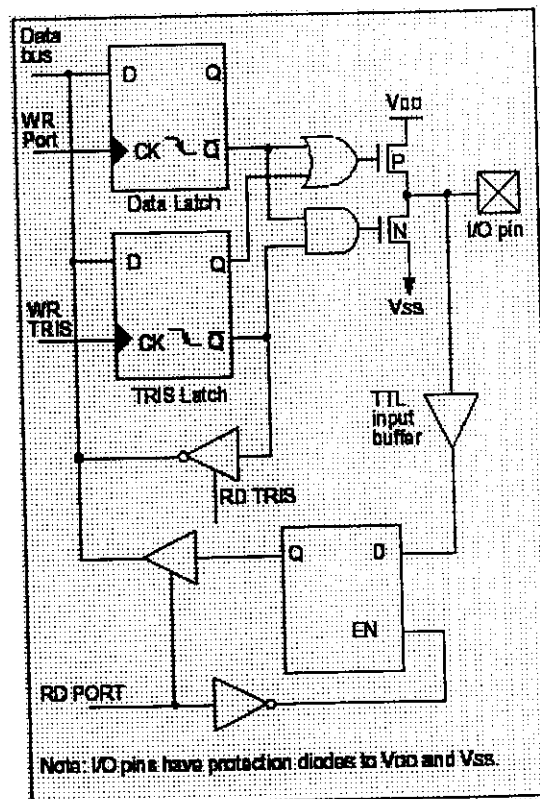 Data
bus
D
Q
WR
Port
CK
Q
Data Latch
VDD
P
N
I/O pin
VSS
D
Q
WR
TRIS
CK
Q
TRIS Latch
TTL
input
buffer
RD TRIS
Q
D
EN
RD PORT
Note: I/O pins have protection diodes to VDD and VSS.